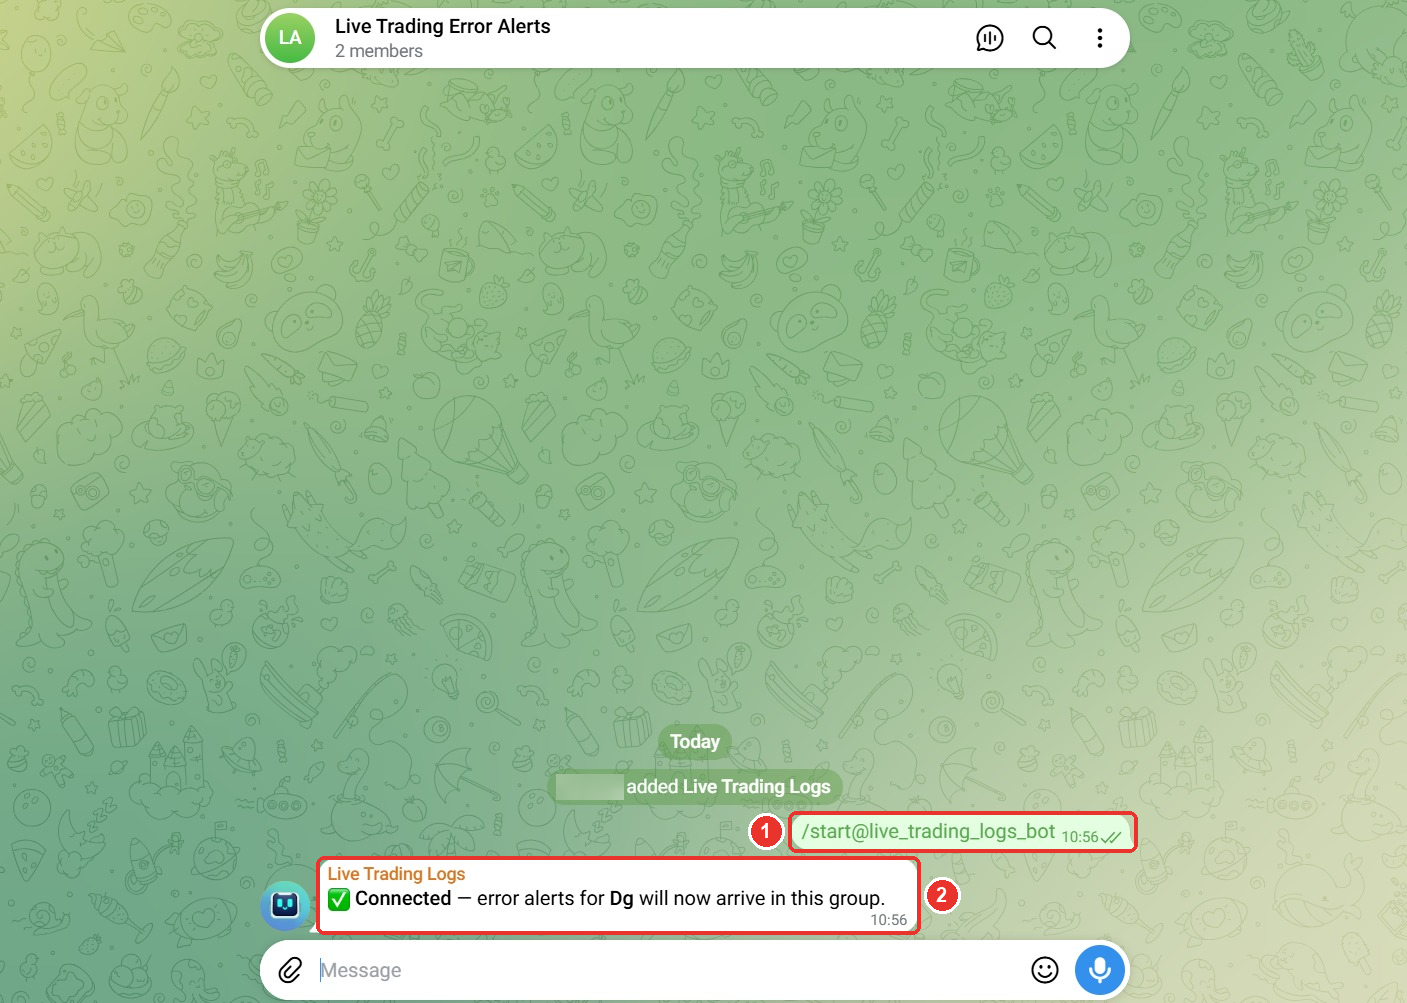 LA
Live Trading Error Alerts
2 members
Today
added Live Trading Logs
1
/start@live_trading_logs_bot 10:56
Live Trading Logs
✅ Connected — error alerts for Dg will now arrive in this group.
10:56
2
Message